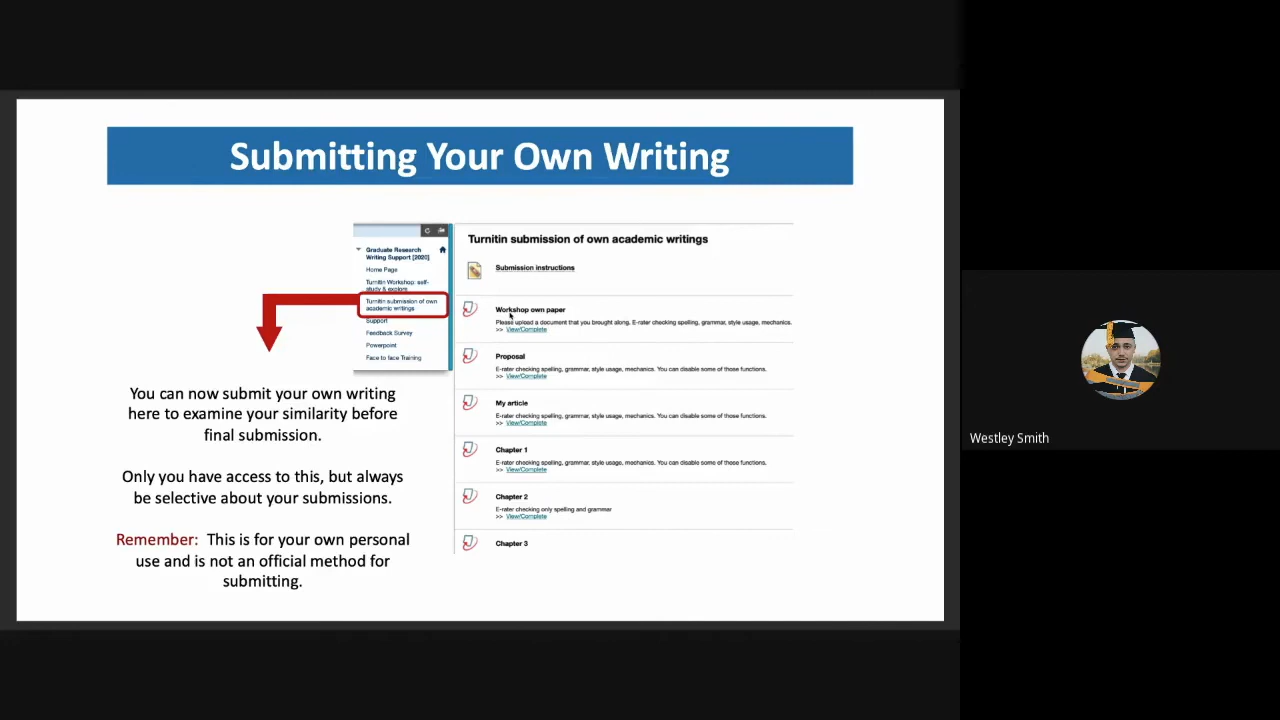 Submitting Your Own Writing
Graduate Research
Writing Support [2020]
Home Page
Turnitin Workshop: self-
study & explore
Turnitin submission of own
academic writings
Support
Feedback Survey
Powerpoint
Face to face Training
Turnitin submission of own academic writings
Submission instructions
Workshop own paper
Please upload a document that you brought along. E-rater checking spelling, grammar, style usage, mechanics.
>> View/Complete
Proposal
E-rater checking spelling, grammar, style usage, mechanics. You can disable some of those functions.
>> View/Complete
My article
E-rater checking spelling, grammar, style usage, mechanics. You can disable some of those functions.
>> View/Complete
Chapter 1
E-rater checking spelling, grammar, style usage, mechanics. You can disable some of those functions.
>> View/Complete
Chapter 2
E-rater checking only spelling and grammar
>> View/Complete
Chapter 3
You can now submit your own writing
here to examine your similarity before
final submission.
Only you have access to this, but always
be selective about your submissions.
Remember: This is for your own personal
use and is not an official method for
submitting.
Westley Smith